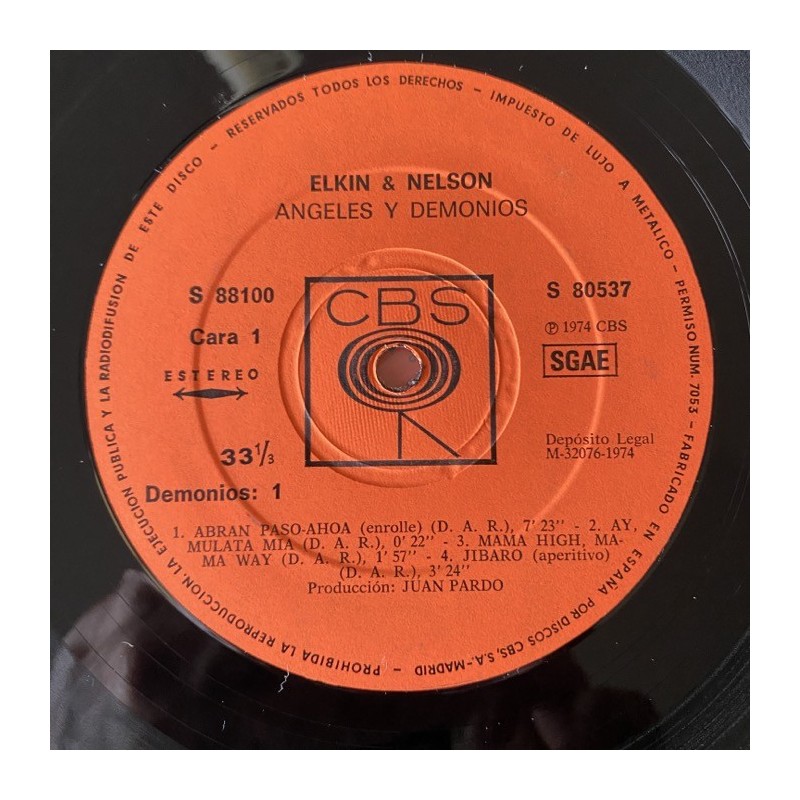 PROHIBIDA LA REPRODUCCION, LA EJECUCION PUBLICA Y LA RADIODIFUSION DE ESTE DISCO – RESERVADOS TODOS LOS DERECHOS – IMPUESTO DE LUJO A METALICO – PERMISO NUM. 7053 – FABRICADO EN ESPAÑA POR DISCOS CBS, S.A.–MADRID –
ELKIN & NELSON
ANGELES Y DEMONIOS
S 88100
S 80537
CBS
Cara 1
℗ 1974 CBS
ESTEREO
SGAE
33 1/3
Depósito Legal
M-32076-1974
Demonios: 1
1. ABRAN PASO-AHOA (enrolle) (D. A. R.), 7' 23" - 2. AY,
MULATA MIA (D. A. R.), 0' 22" - 3. MAMA HIGH, MA-
MA WAY (D. A. R.), 1' 57" - 4. JIBARO (aperitivo)
(D. A. R.), 3' 24"
Producción: JUAN PARDO